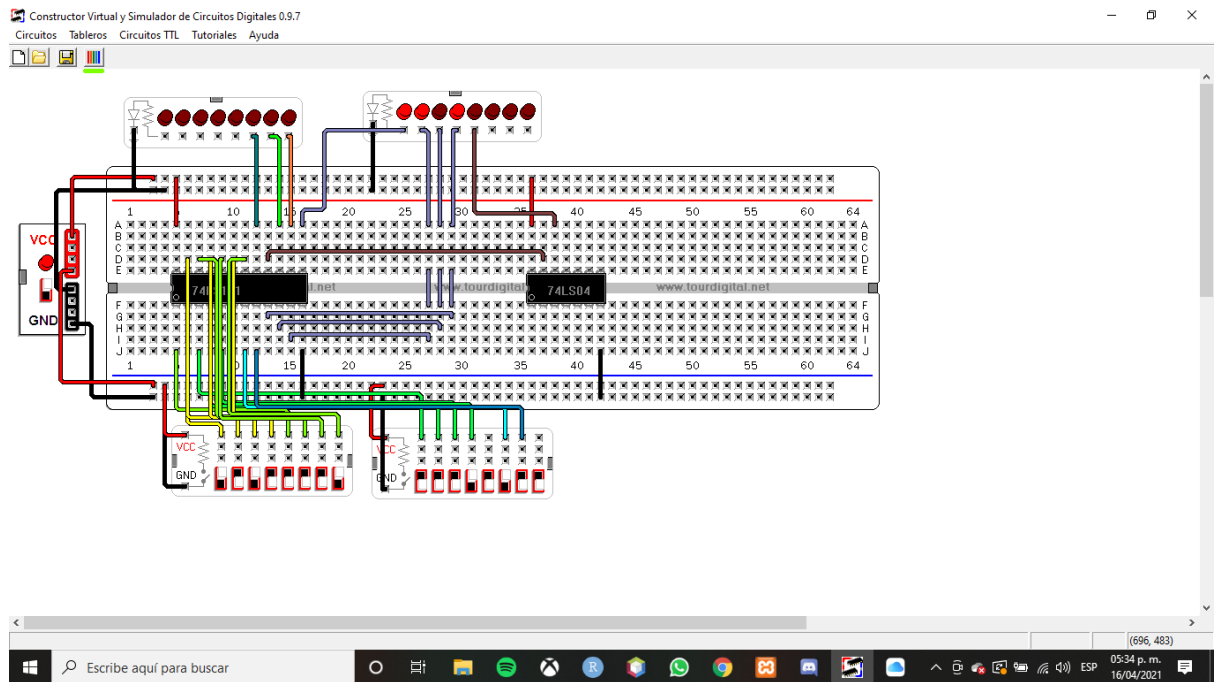 Constructor Virtual y Simulador de Circuitos Digitales 0.9.7
Circuitos Tableros Circuitos TTL Tutoriales Ayuda
1 10 15 20 25 30 35 40 45 50 55 60 64
A A
B B
C C
D D
E E
VCC
GND
74LS04
www.tourdigital.net
F F
G G
H H
I I
J J
1 15 20 25 30 35 40 45 50 55 60 64
VCC
GND
VCC
GND
(696, 483)
Escribe aquí para buscar
ESP
05:34 p. m.
16/04/2021